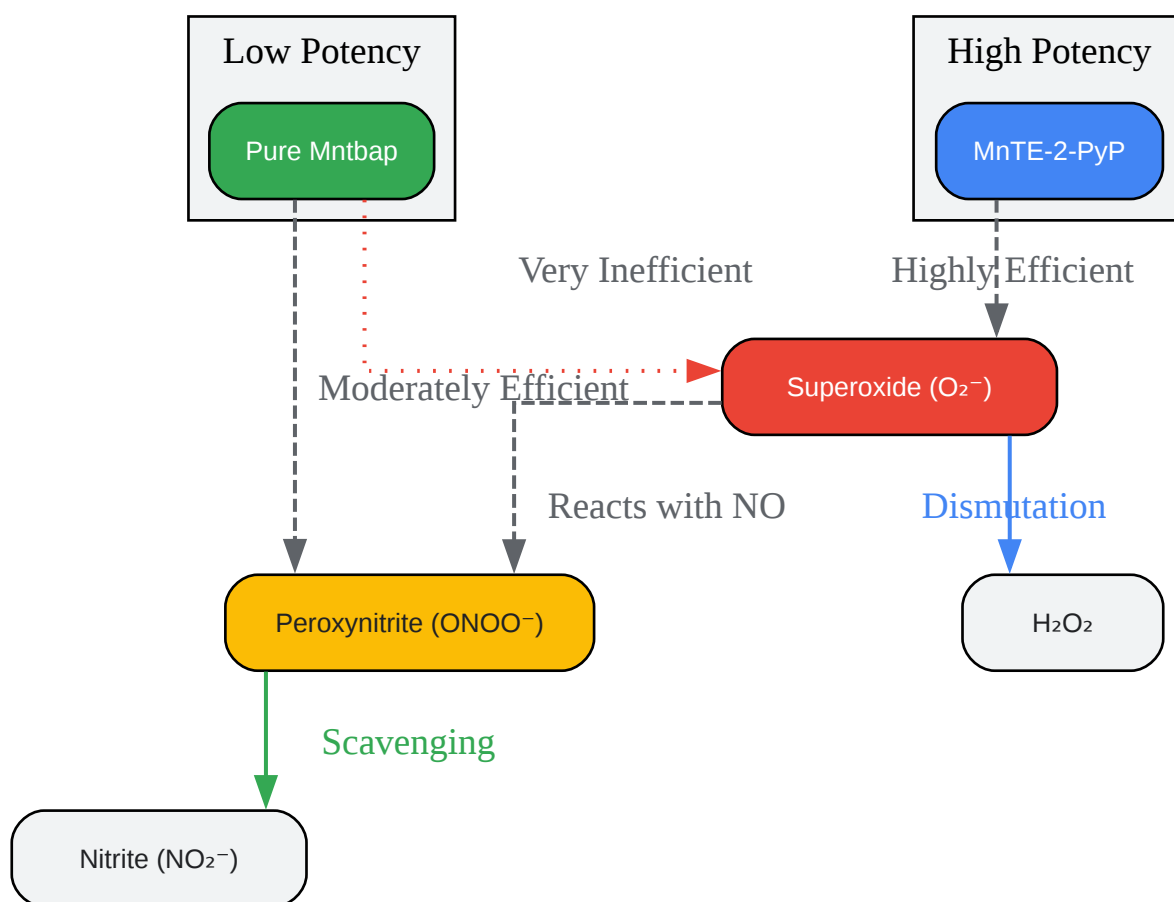 Low Potency
High Potency
Pure Mntbap
MnTE-2-PyP
Very Inefficient
Highly Efficient
Moderately Efficient
Superoxide (O₂⁻)
Reacts with NO
Dismutation
Peroxynitrite (ONOO⁻)
H₂O₂
Scavenging
Nitrite (NO₂⁻)